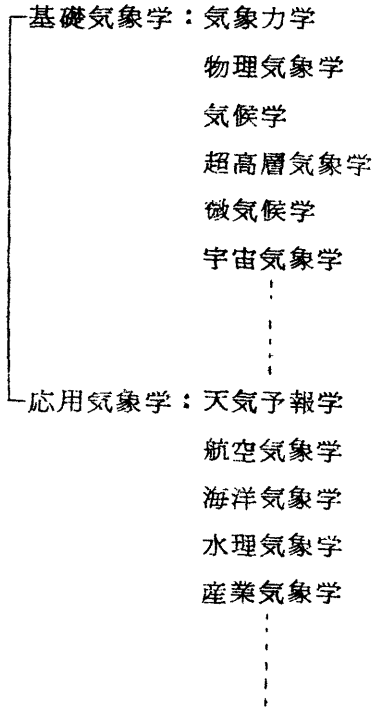 基礎気象学：気象力学
物理気象学
気候学
超高層気象学
微気候学
宇宙気象学
応用気象学：天気予報学
航空気象学
海洋気象学
水理気象学
産業気象学